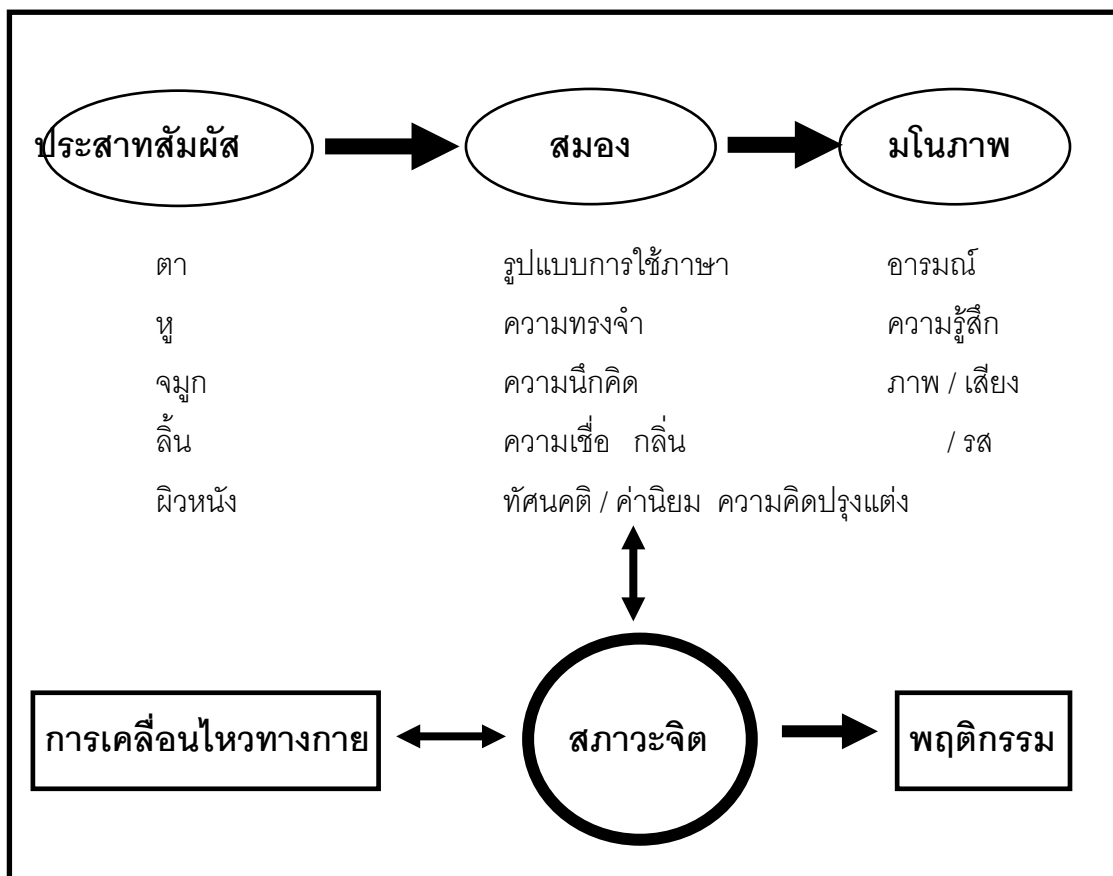 ประสาทสัมผัส สมอง มโนภาพ
ตา รูปแบบการใช้ภาษา อารมณ์
หู ความทรงจำ ความรู้สึก
จมูก ความนึกคิด ภาพ / เสียง
ลิ้น ความเชื่อ กลิ่น / รส
ผิวหนัง ทัศนคติ / ค่านิยม ความคิดปรุงแต่ง
การเคลื่อนไหวทางกาย สภาวะจิต พฤติกรรม